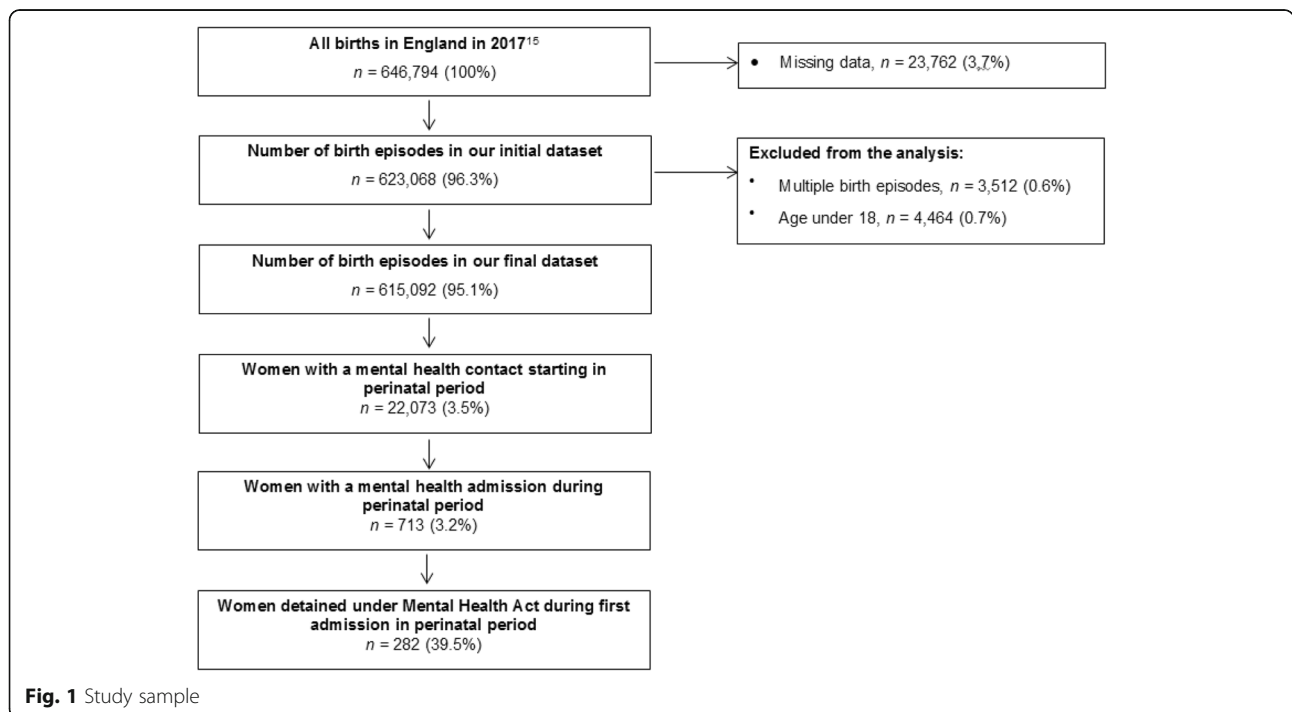 All births in England in 2017¹⁵
n = 646,794 (100%)
• Missing data, n = 23,762 (3.7%)
Number of birth episodes in our initial dataset
n = 623,068 (96.3%)
Excluded from the analysis:
• Multiple birth episodes, n = 3,512 (0.6%)
• Age under 18, n = 4,464 (0.7%)
Number of birth episodes in our final dataset
n = 615,092 (95.1%)
Women with a mental health contact starting in
perinatal period
n = 22,073 (3.5%)
Women with a mental health admission during
perinatal period
n = 713 (3.2%)
Women detained under Mental Health Act during first
admission in perinatal period
n = 282 (39.5%)
Fig. 1 Study sample